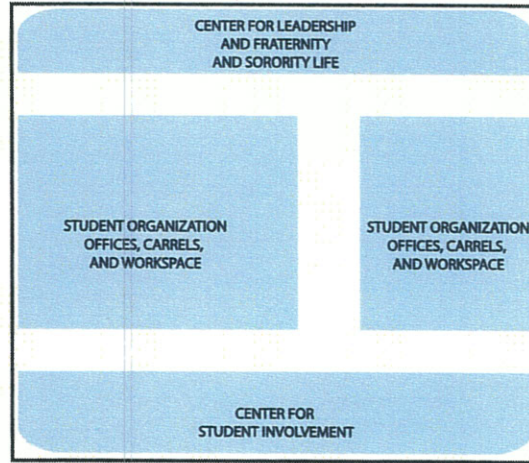 CENTER FOR LEADERSHIP
AND FRATERNITY
AND SORORITY LIFE
STUDENT ORGANIZATION
OFFICES, CARRELS,
AND WORKSPACE
STUDENT ORGANIZATION
OFFICES, CARRELS,
AND WORKSPACE
CENTER FOR
STUDENT INVOLVEMENT